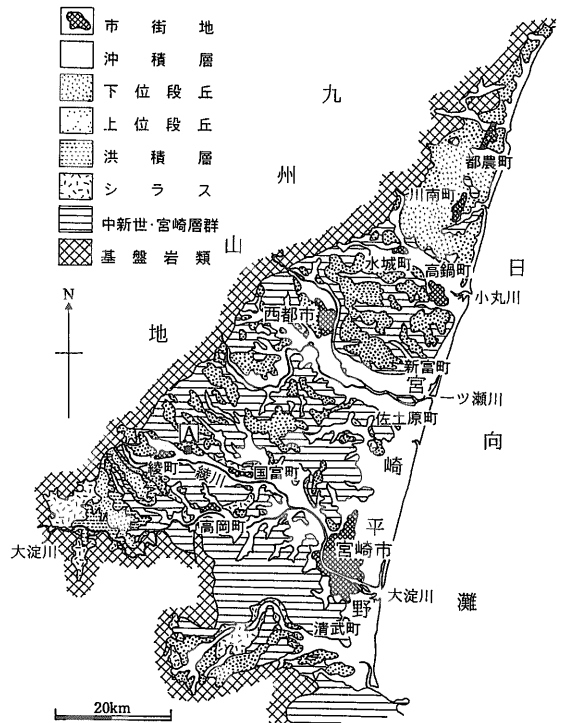 市街地
沖積層
下位段丘
上位段丘
洪積層
シラス
中新世・宮崎層群
基盤岩類
九
州
山
地
N
都農町
川南町
木城町
高鍋町
小丸川
日
西都市
新富町
宮
一ツ瀬川
佐土原町
向
崎
A
綾町
綾川
国富町
高岡町
平
宮崎市
大淀川
大淀川
野
灘
清武町
20km